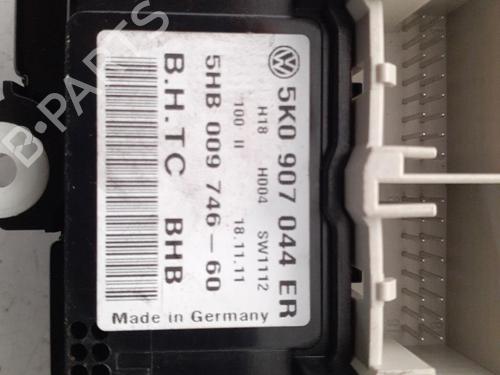 5K0 907 044 ER
H18 H004 SW1112
100 II 18.11.11
5HB 009 746-60
B.H.TC BHB
Made in Germany
B-PARTS